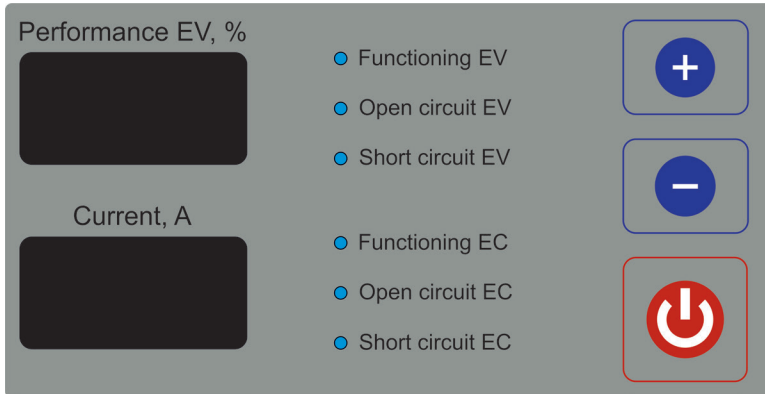 Performance EV, %
Functioning EV
Open circuit EV
Short circuit EV
Current, A
Functioning EC
Open circuit EC
Short circuit EC